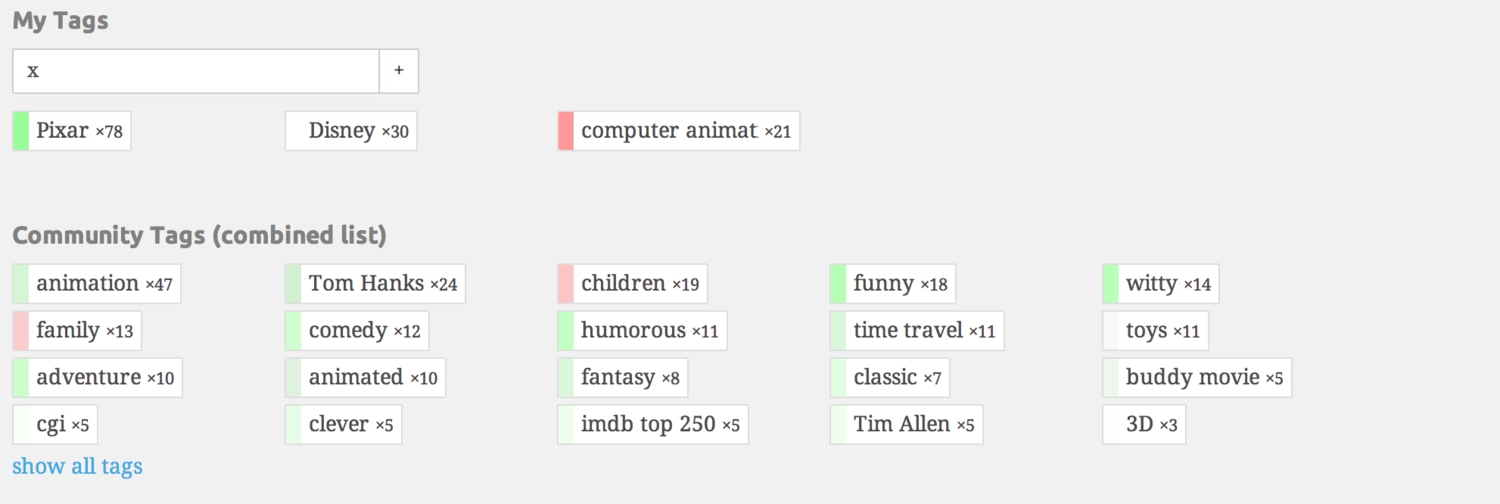 My Tags
x +
Pixar ×78 Disney ×30 computer animat ×21
Community Tags (combined list)
animation ×47 Tom Hanks ×24 children ×19 funny ×18 witty ×14
family ×13 comedy ×12 humorous ×11 time travel ×11 toys ×11
adventure ×10 animated ×10 fantasy ×8 classic ×7 buddy movie ×5
cgi ×5 clever ×5 imdb top 250 ×5 Tim Allen ×5 3D ×3
show all tags